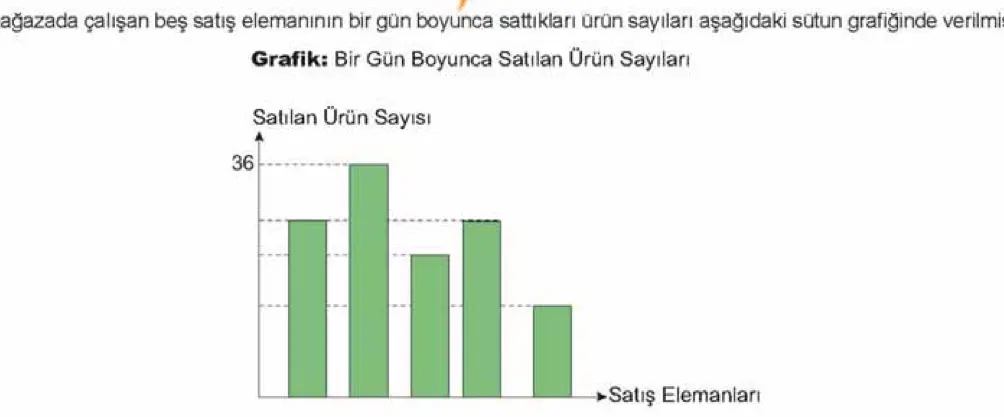 ağazada çalışan beş satış elemanının bir gün boyunca sattıkları ürün sayıları aşağıdaki sütun grafiğinde verilmiş
Grafik: Bir Gün Boyunca Satılan Ürün Sayıları
Satılan Ürün Sayısı
36
Satış Elemanları